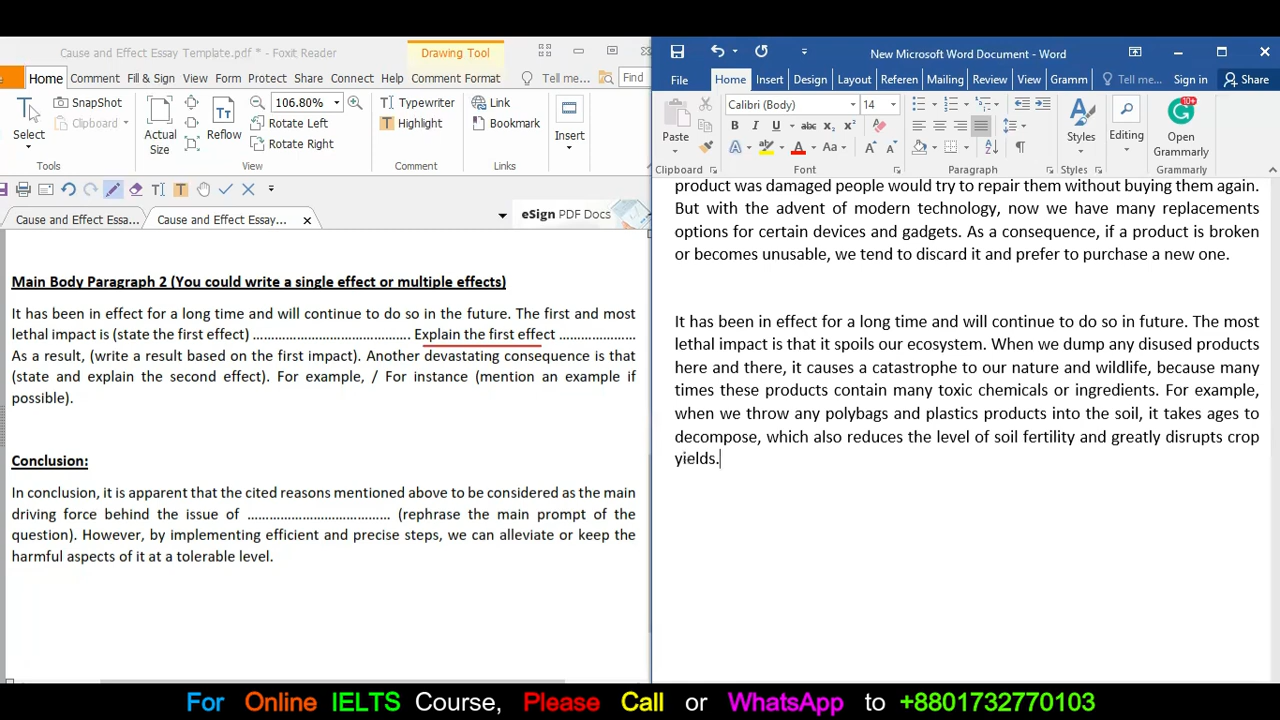 Cause and Effect Essay Template.pdf * - Foxit Reader
Drawing Tool
Home Comment Fill & Sign View Form Protect Share Connect Help Comment Format Tell me... Find
Select
SnapShot
Clipboard
Actual Size
Reflow
106.80%
Rotate Left
Rotate Right
Typewriter
Highlight
Link
Bookmark
Insert
Tools View Comment Links
Cause and Effect Essa... Cause and Effect Essay... eSign PDF Docs
Main Body Paragraph 2 (You could write a single effect or multiple effects)
It has been in effect for a long time and will continue to do so in the future. The first and most
lethal impact is (state the first effect) ........................................ Explain the first effect ....................
As a result, (write a result based on the first impact). Another devastating consequence is that
(state and explain the second effect). For example, / For instance (mention an example if
possible).
Conclusion:
In conclusion, it is apparent that the cited reasons mentioned above to be considered as the main
driving force behind the issue of .................................... (rephrase the main prompt of the
question). However, by implementing efficient and precise steps, we can alleviate or keep the
harmful aspects of it at a tolerable level.
New Microsoft Word Document - Word
File Home Insert Design Layout Referen Mailing Review View Gramm Tell me... Sign in Share
Paste
Calibri (Body) 14
B I U abc x₂ x²
A Aa A A
Styles
Editing
10+
Open Grammarly
Clipboard Font Paragraph Styles Grammarly
product was damaged people would try to repair them without buying them again.
But with the advent of modern technology, now we have many replacements
options for certain devices and gadgets. As a consequence, if a product is broken
or becomes unusable, we tend to discard it and prefer to purchase a new one.
It has been in effect for a long time and will continue to do so in future. The most
lethal impact is that it spoils our ecosystem. When we dump any disused products
here and there, it causes a catastrophe to our nature and wildlife, because many
times these products contain many toxic chemicals or ingredients. For example,
when we throw any polybags and plastics products into the soil, it takes ages to
decompose, which also reduces the level of soil fertility and greatly disrupts crop
yields.
For Online IELTS Course, Please Call or WhatsApp to +8801732770103